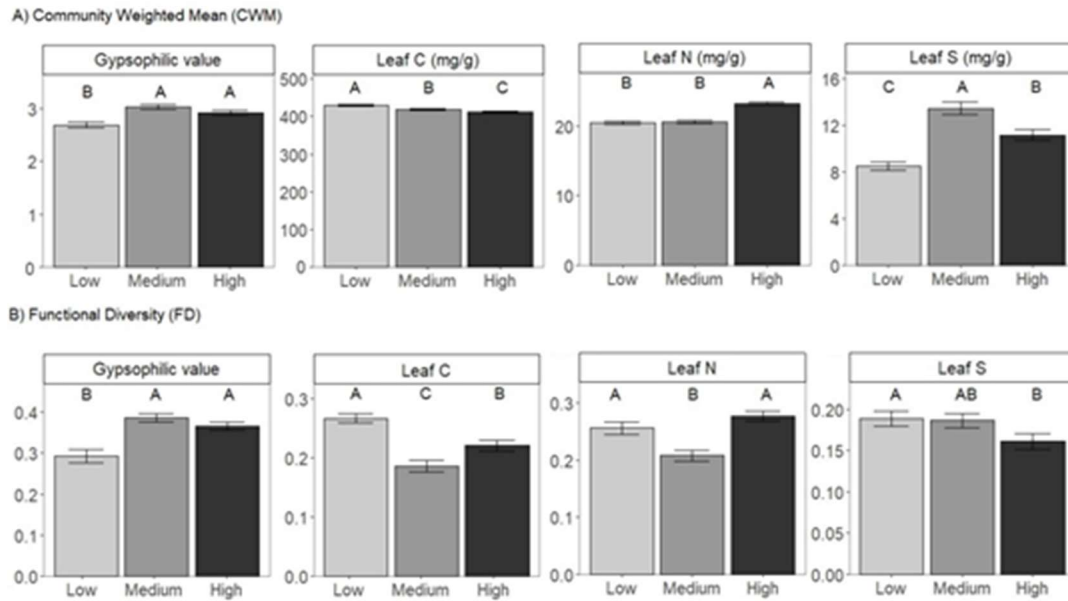 A) Community Weighted Mean (CWM)
Gypsophilic value
Leaf C (mg/g)
Leaf N (mg/g)
Leaf S (mg/g)
B A A
A B C
B B A
C A B
3
2
1
0
500
400
300
200
100
0
20
10
0
16
12
8
4
0
Low Medium High
Low Medium High
Low Medium High
Low Medium High
B) Functional Diversity (FD)
Gypsophilic value
Leaf C
Leaf N
Leaf S
B A A
A C B
A B A
A AB B
0.4
0.3
0.2
0.1
0.0
0.3
0.2
0.1
0.0
0.3
0.2
0.1
0.0
0.20
0.15
0.10
0.05
0.00
Low Medium High
Low Medium High
Low Medium High
Low Medium High